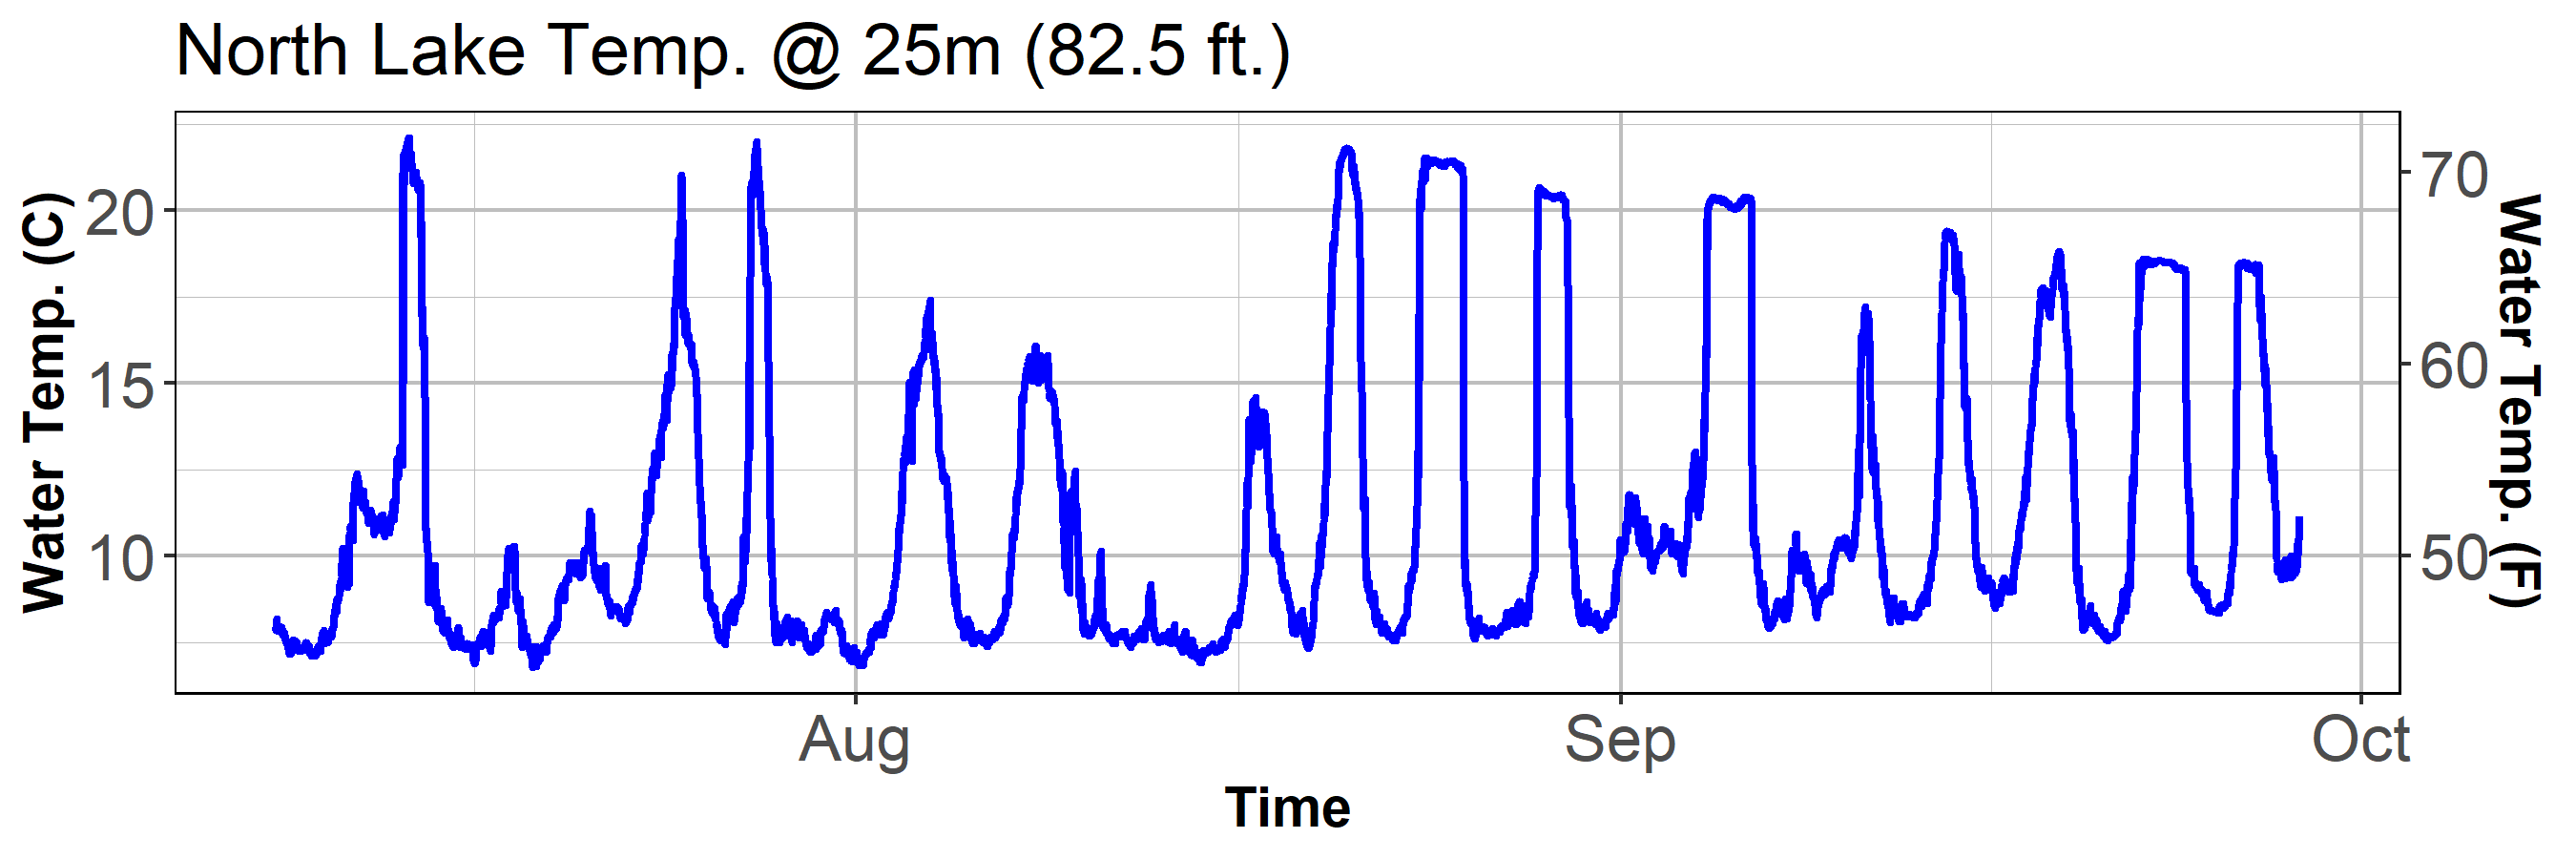 North Lake Temp. @ 25m (82.5 ft.)
Water Temp. (C)
20
15
10
70
60
50
Water Temp. (F)
Aug
Sep
Oct
Time